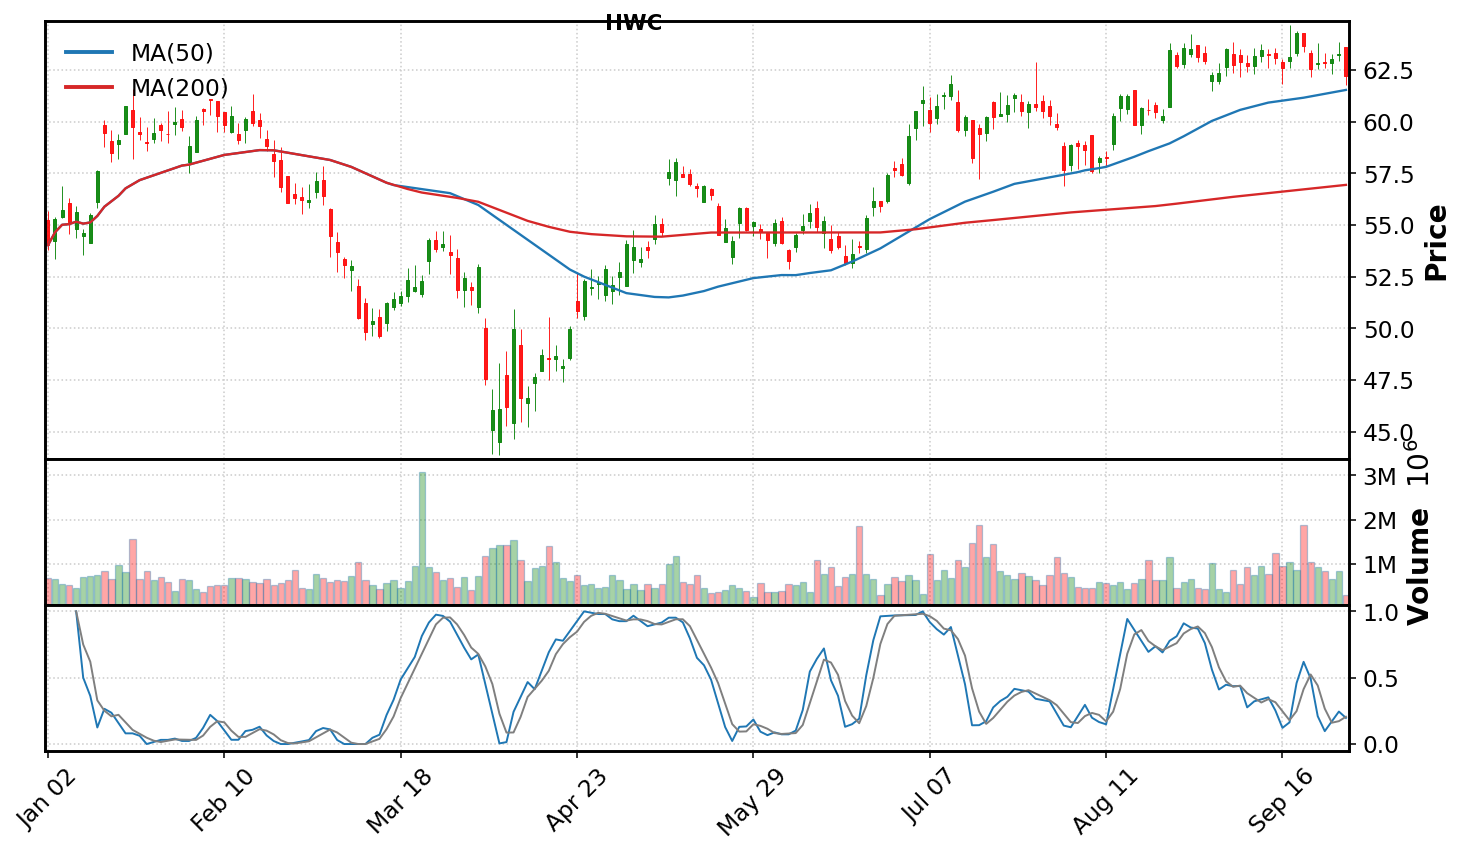 HWC
MA(50)
MA(200)
62.5
60.0
57.5
55.0
52.5
50.0
47.5
45.0
Price
3M
2M
1M
Volume 10^6
1.0
0.5
0.0
Jan 02
Feb 10
Mar 18
Apr 23
May 29
Jul 07
Aug 11
Sep 16